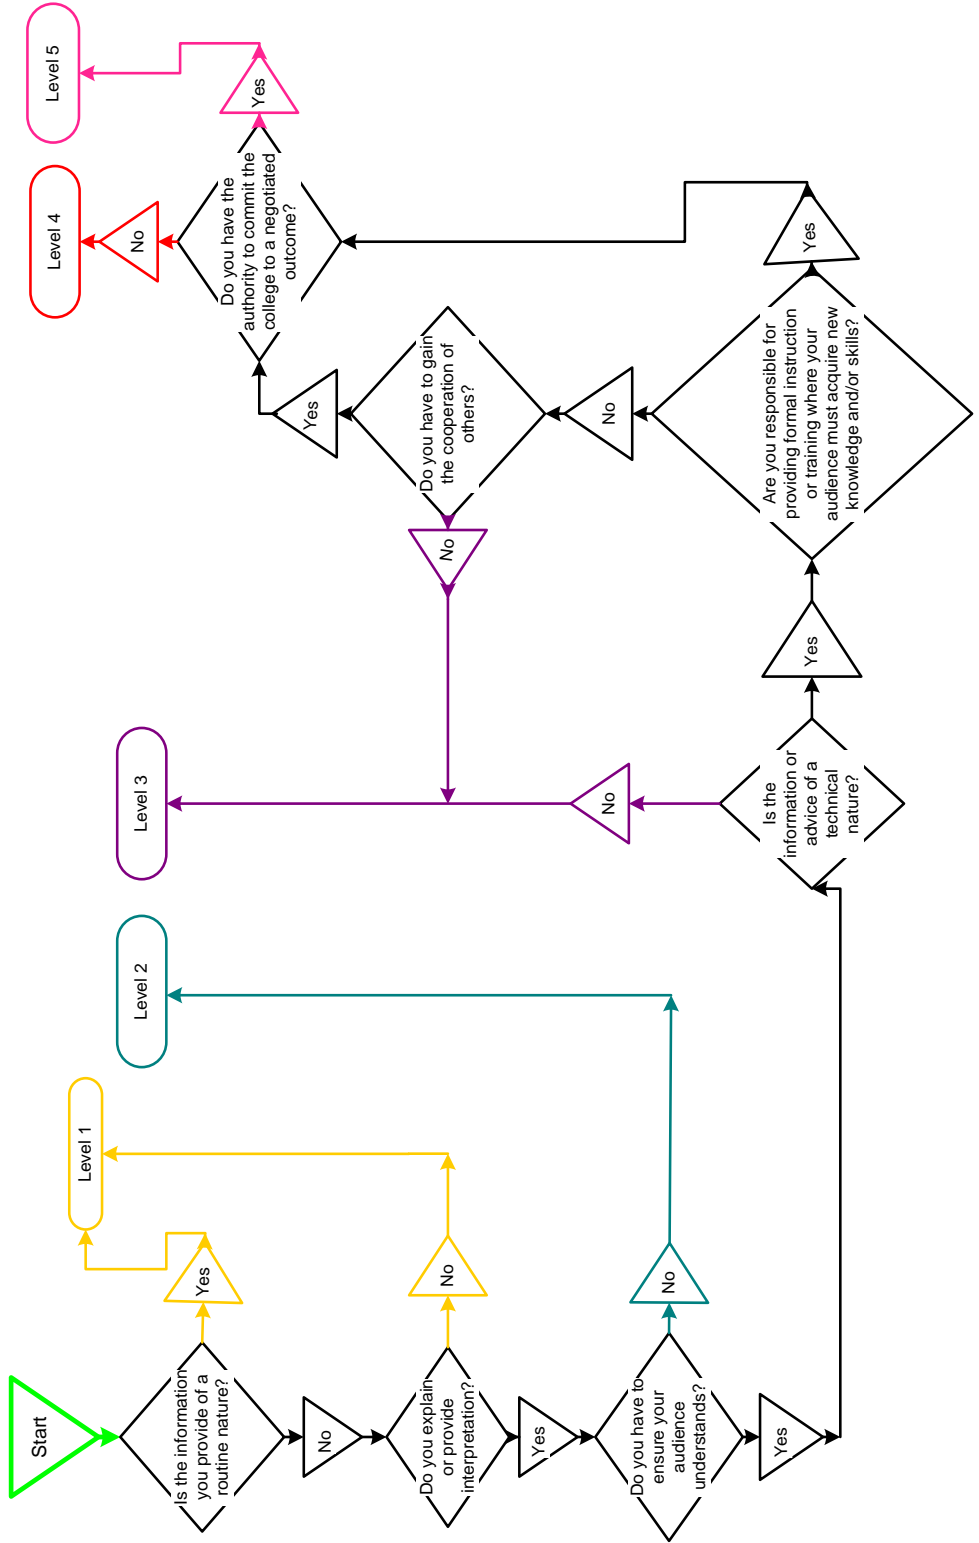 Start
Is the information
you provide of a
routine nature?
Yes
Level 1
No
Do you explain
or provide
interpretation?
No
Yes
Do you have to
ensure your
audience
understands?
No
Level 2
Yes
Is the
information or
advice of a
technical
nature?
No
Level 3
Yes
Are you responsible for
providing formal instruction
or training where your
audience must acquire new
knowledge and/or skills?
No
Yes
Do you have to gain
the cooperation of
others?
No
Yes
Do you have the
authority to commit the
college to a negotiated
outcome?
No
Level 4
Yes
Level 5